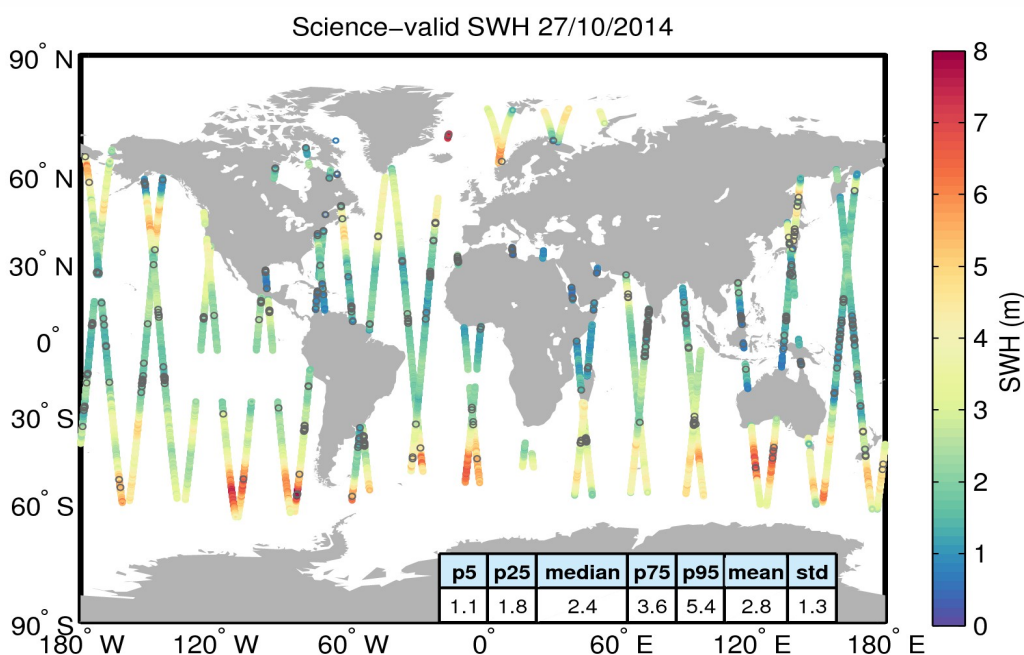 Science−valid SWH 27/10/2014
90° N
60° N
30° N
0°
30° S
60° S
90° S
180° W
120° W
60° W
0°
60° E
120° E
180° E
p5 p25 median p75 p95 mean std
1.1 1.8 2.4 3.6 5.4 2.8 1.3
8
7
6
5
4
3
2
1
0
SWH (m)